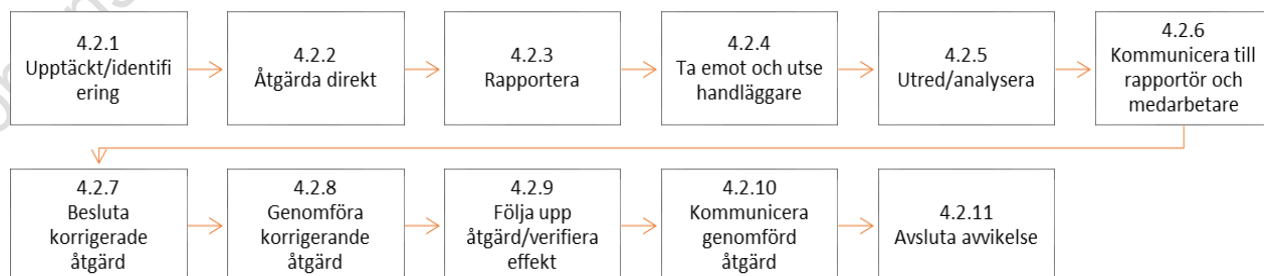 4.2.1
Upptäckt/identifi
ering
4.2.2
Åtgärda direkt
4.2.3
Rapportera
4.2.4
Ta emot och utse
handläggare
4.2.5
Utred/analysera
4.2.6
Kommunicera till
rapportör och
medarbetare
4.2.7
Besluta
korrigerade
åtgärd
4.2.8
Genomföra
korrigerande
åtgärd
4.2.9
Följa upp
åtgärd/verifiera
effekt
4.2.10
Kommunicera
genomförd
åtgärd
4.2.11
Avsluta avvikelse